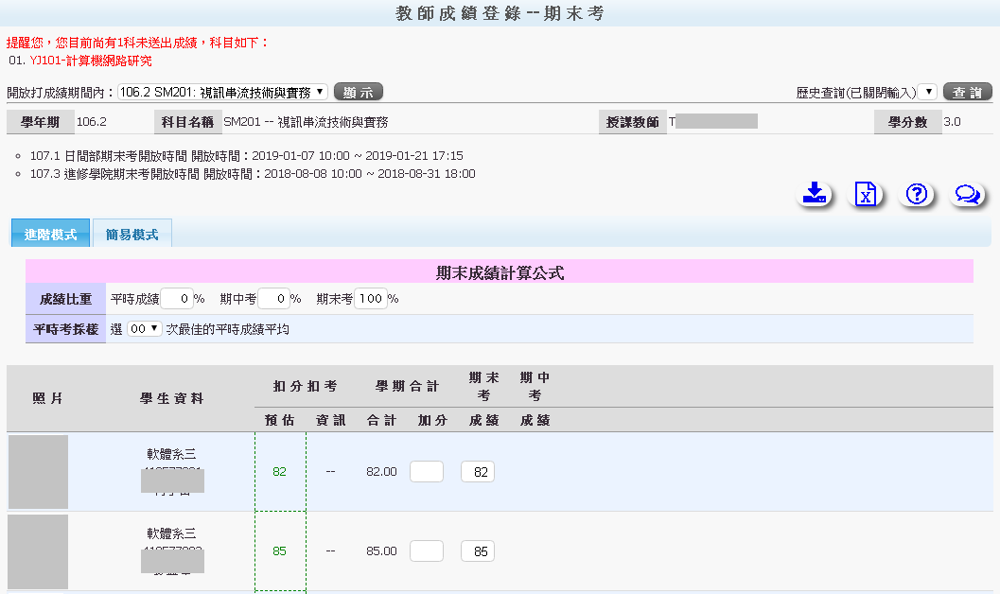 教師成績登錄--期末考
提醒您，您目前尚有1科未送出成績，科目如下：
01. YJ101-計算機網路研究
開放打成績期間內： 106.2 SM201: 視訊串流技術與實務 顯示 歷史查詢(已關閉輸入) 查詢
學年期 106.2 科目名稱 SM201 -- 視訊串流技術與實務 授課教師 T 學分數 3.0
107.1 日間部期末考開放時間 開放時間：2019-01-07 10:00 ~ 2019-01-21 17:15
107.3 進修學院期末考開放時間 開放時間：2018-08-08 10:00 ~ 2018-08-31 18:00
進階模式 簡易模式
期末成績計算公式
成績比重 平時成績 0 % 期中考 0 % 期末考 100 %
平時考採樣 選 00 次最佳的平時成績平均
照片 學生資料 扣分扣考 學期合計 期末考 期中考
預估 資訊 合計 加分 成績 成績
軟體系三
82 -- 82.00 82
軟體系三
85 -- 85.00 85